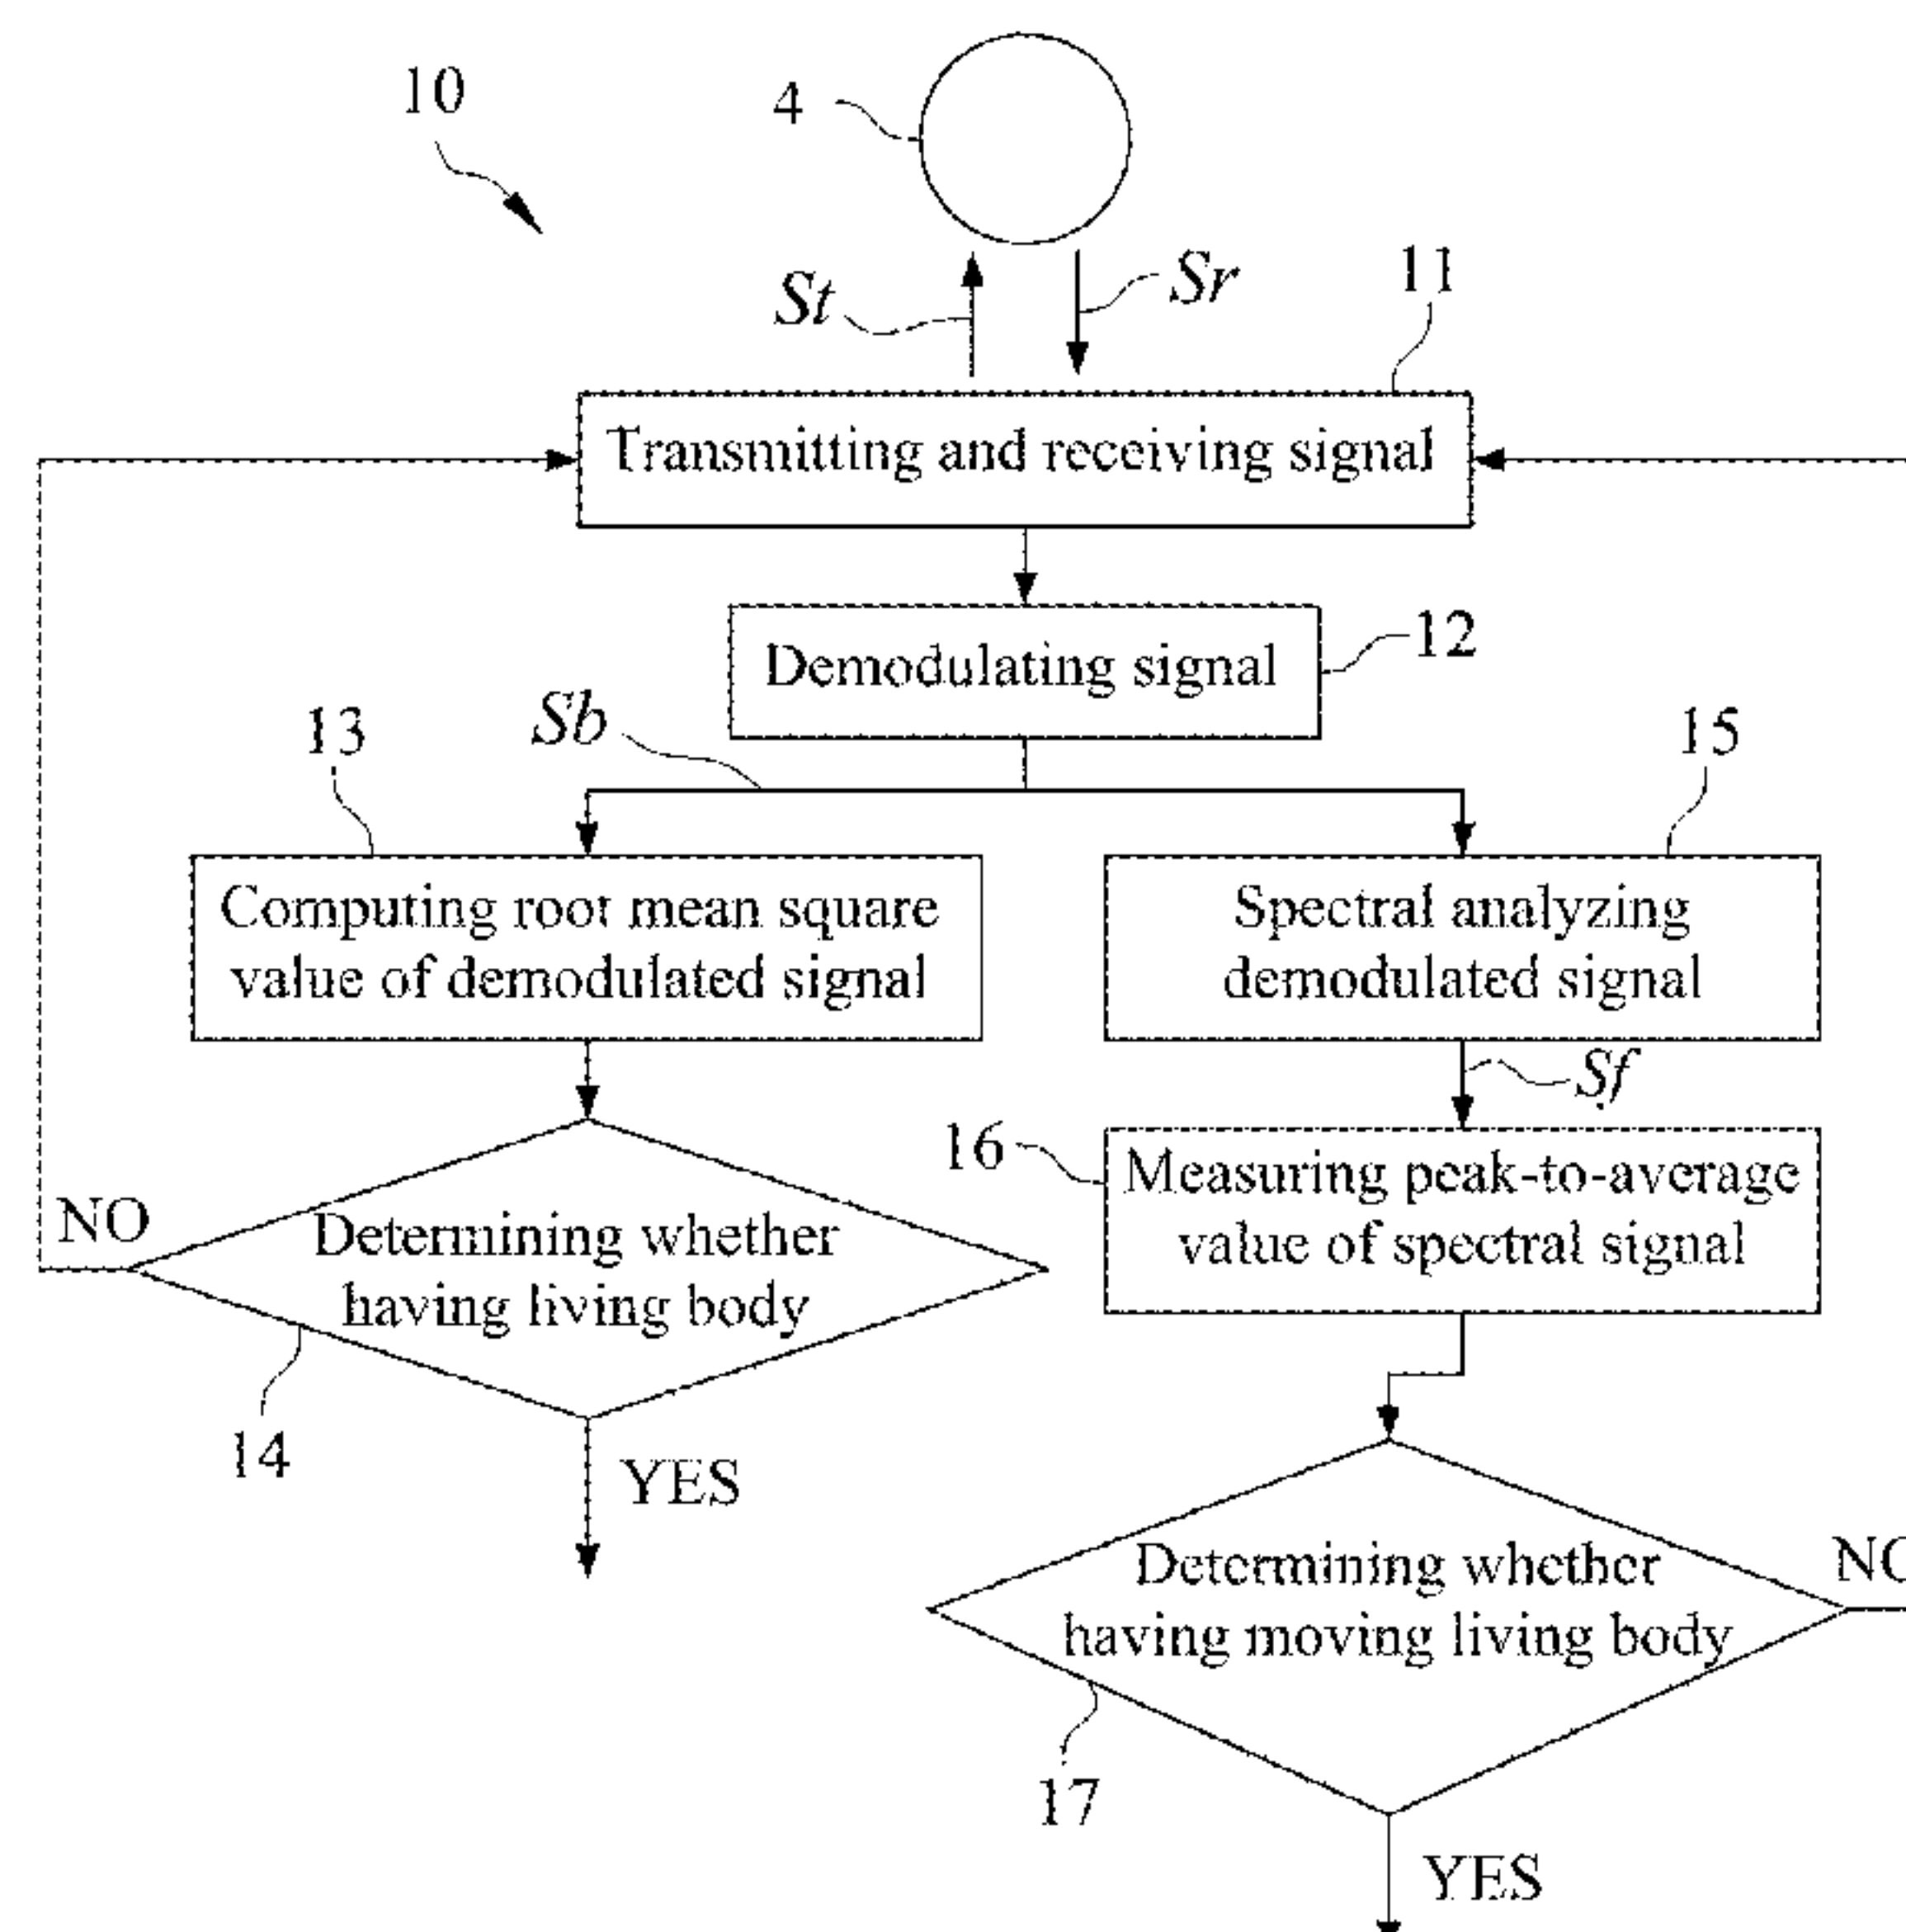 10
4
St
Sr
11
Transmitting and receiving signal
Demodulating signal
12
13
Sb
15
Computing root mean square
value of demodulated signal
Spectral analyzing
demodulated signal
Sf
16
Measuring peak-to-average
value of spectral signal
NO
Determining whether
having living body
14
YES
Determining whether
having moving living body
NO
17
YES